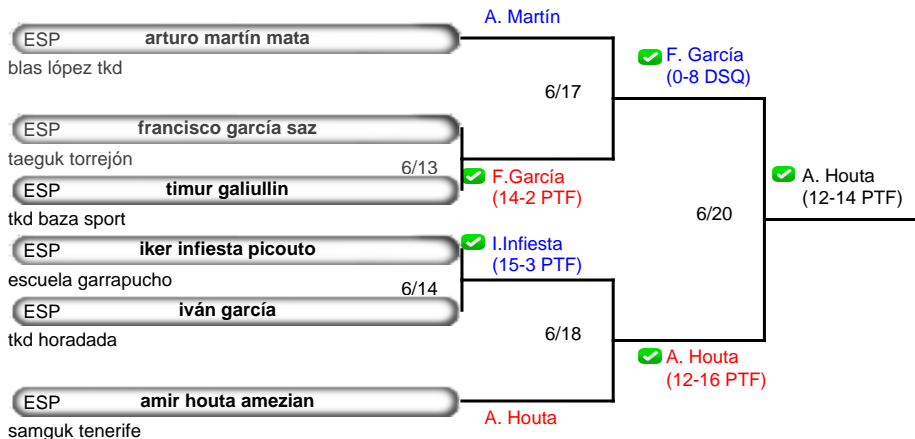 A. Martín
ESP arturo martín mata
blas lópez tkd
F. García
(0-8 DSQ)
6/17
ESP francisco garcía saz
taeguk torrejón
6/13
F.García
(14-2 PTF)
ESP timur galiullin
tkd baza sport
A. Houta
(12-14 PTF)
6/20
ESP iker infiesta picouto
escuela garrapucho
I.Infiesta
(15-3 PTF)
6/14
ESP iván garcía
tkd horadada
6/18
A. Houta
(12-16 PTF)
ESP amir houta amezian
samguk tenerife
A. Houta